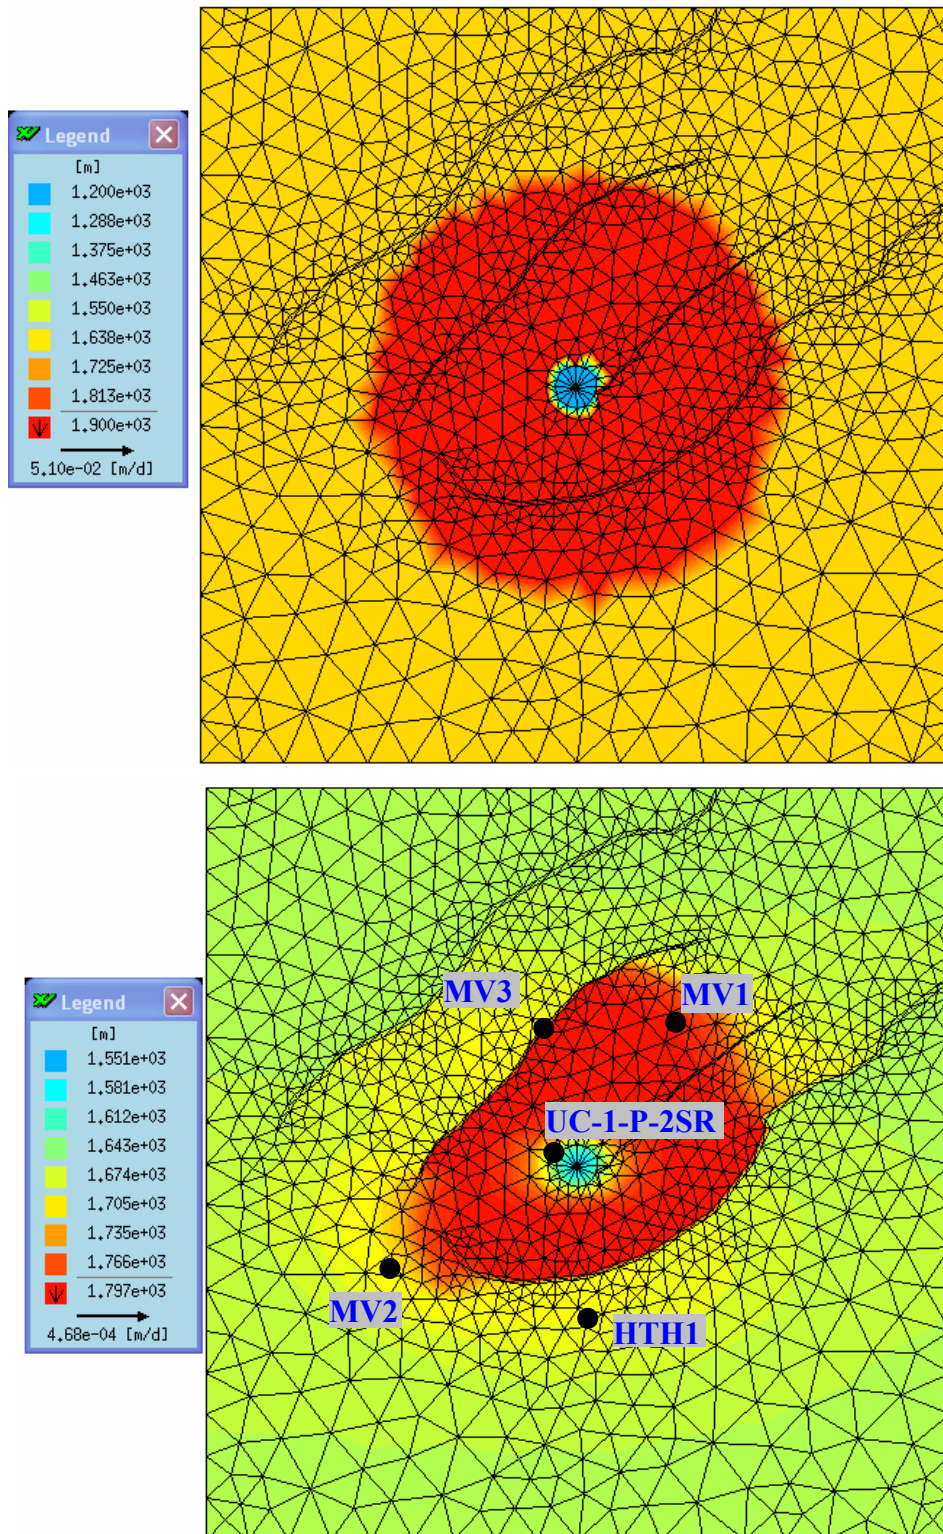 Legend
[m]
1.200e+03
1.288e+03
1.375e+03
1.463e+03
1.550e+03
1.638e+03
1.725e+03
1.813e+03
1.900e+03
5.10e-02 [m/d]
MV3
MV1
UC-1-P-2SR
MV2
HTH1
Legend
[m]
1.551e+03
1.581e+03
1.612e+03
1.643e+03
1.674e+03
1.705e+03
1.735e+03
1.766e+03
1.797e+03
4.68e-04 [m/d]